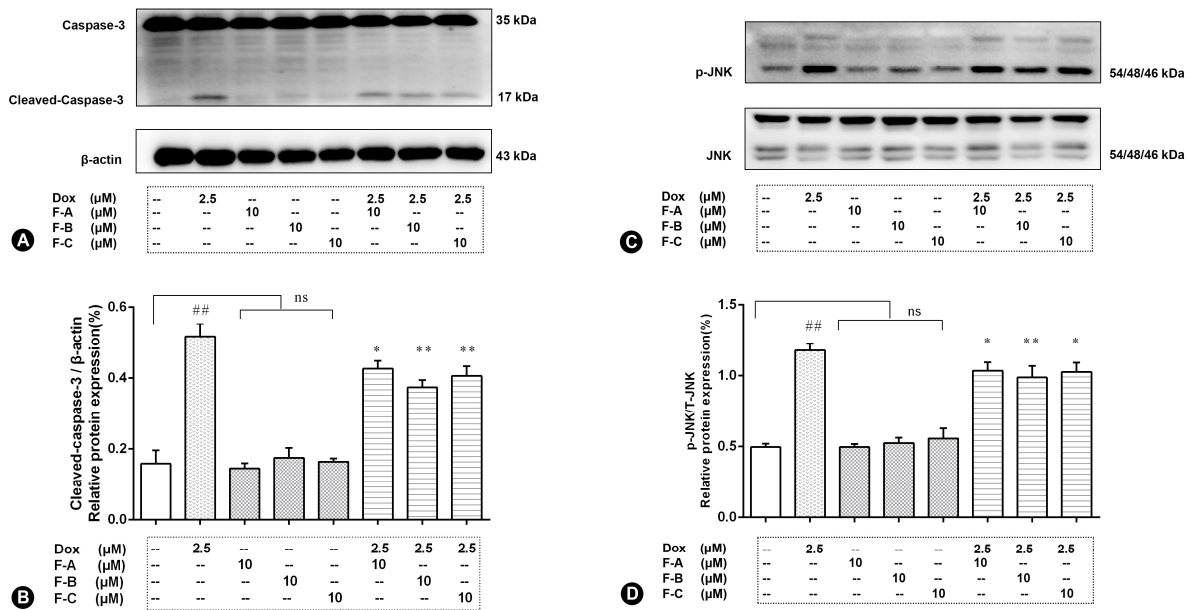 Caspase-3
35 kDa
Cleaved-Caspase-3
17 kDa
β-actin
43 kDa
Dox (μM) -- 2.5 -- -- -- 2.5 2.5 2.5
F-A (μM) -- -- 10 -- -- 10 -- --
F-B (μM) -- -- -- 10 -- -- 10 --
F-C (μM) -- -- -- -- 10 -- -- 10
A
p-JNK
54/48/46 kDa
JNK
54/48/46 kDa
Dox (μM) -- 2.5 -- -- -- 2.5 2.5 2.5
F-A (μM) -- -- 10 -- -- 10 -- --
F-B (μM) -- -- -- 10 -- -- 10 --
F-C (μM) -- -- -- -- 10 -- -- 10
C
Cleaved-caspase-3 / β-actin
Relative protein expression(%)
0.6
0.4
0.2
0.0
##
ns
* ** **
Dox (μM) -- 2.5 -- -- -- 2.5 2.5 2.5
F-A (μM) -- -- 10 -- -- 10 -- --
F-B (μM) -- -- -- 10 -- -- 10 --
F-C (μM) -- -- -- -- 10 -- -- 10
B
p-JNK/T-JNK
Relative protein expression(%)
1.5
1.0
0.5
0.0
##
ns
* ** *
Dox (μM) -- 2.5 -- -- -- 2.5 2.5 2.5
F-A (μM) -- -- 10 -- -- 10 -- --
F-B (μM) -- -- -- 10 -- -- 10 --
F-C (μM) -- -- -- -- 10 -- -- 10
D